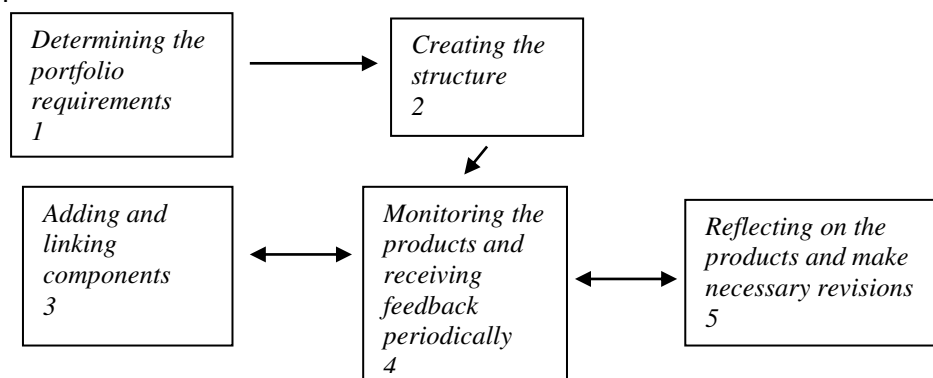 Determining the
portfolio
requirements
1
Creating the
structure
2
Adding and
linking
components
3
Monitoring the
products and
receiving
feedback
periodically
4
Reflecting on the
products and make
necessary revisions
5